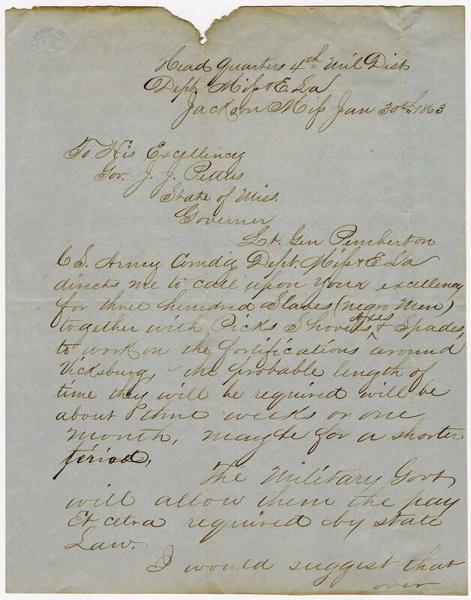 Head Quarters 4th Mil Dist
Dept Miss & E. La
Jackson Miss Jan 30th 1863
To His Excellency
Gov. J. J. Pettus
State of Miss.
Governer
Lt. Gen Pemberton
C S. Army Comdg Dept. Miss & E La
directs me to call upon your excellency
for three hundred Slaves (negro Men)
together with Picks Shovels Axes & Spades,
to work on the fortifications around
Vicksburg, the probable length of
time they will be required will be
about three weeks or one
month, maybe for a shorter
period,
The Military Govt
will allow them the pay
Et cetra required by state
Law.
I would suggest that
over